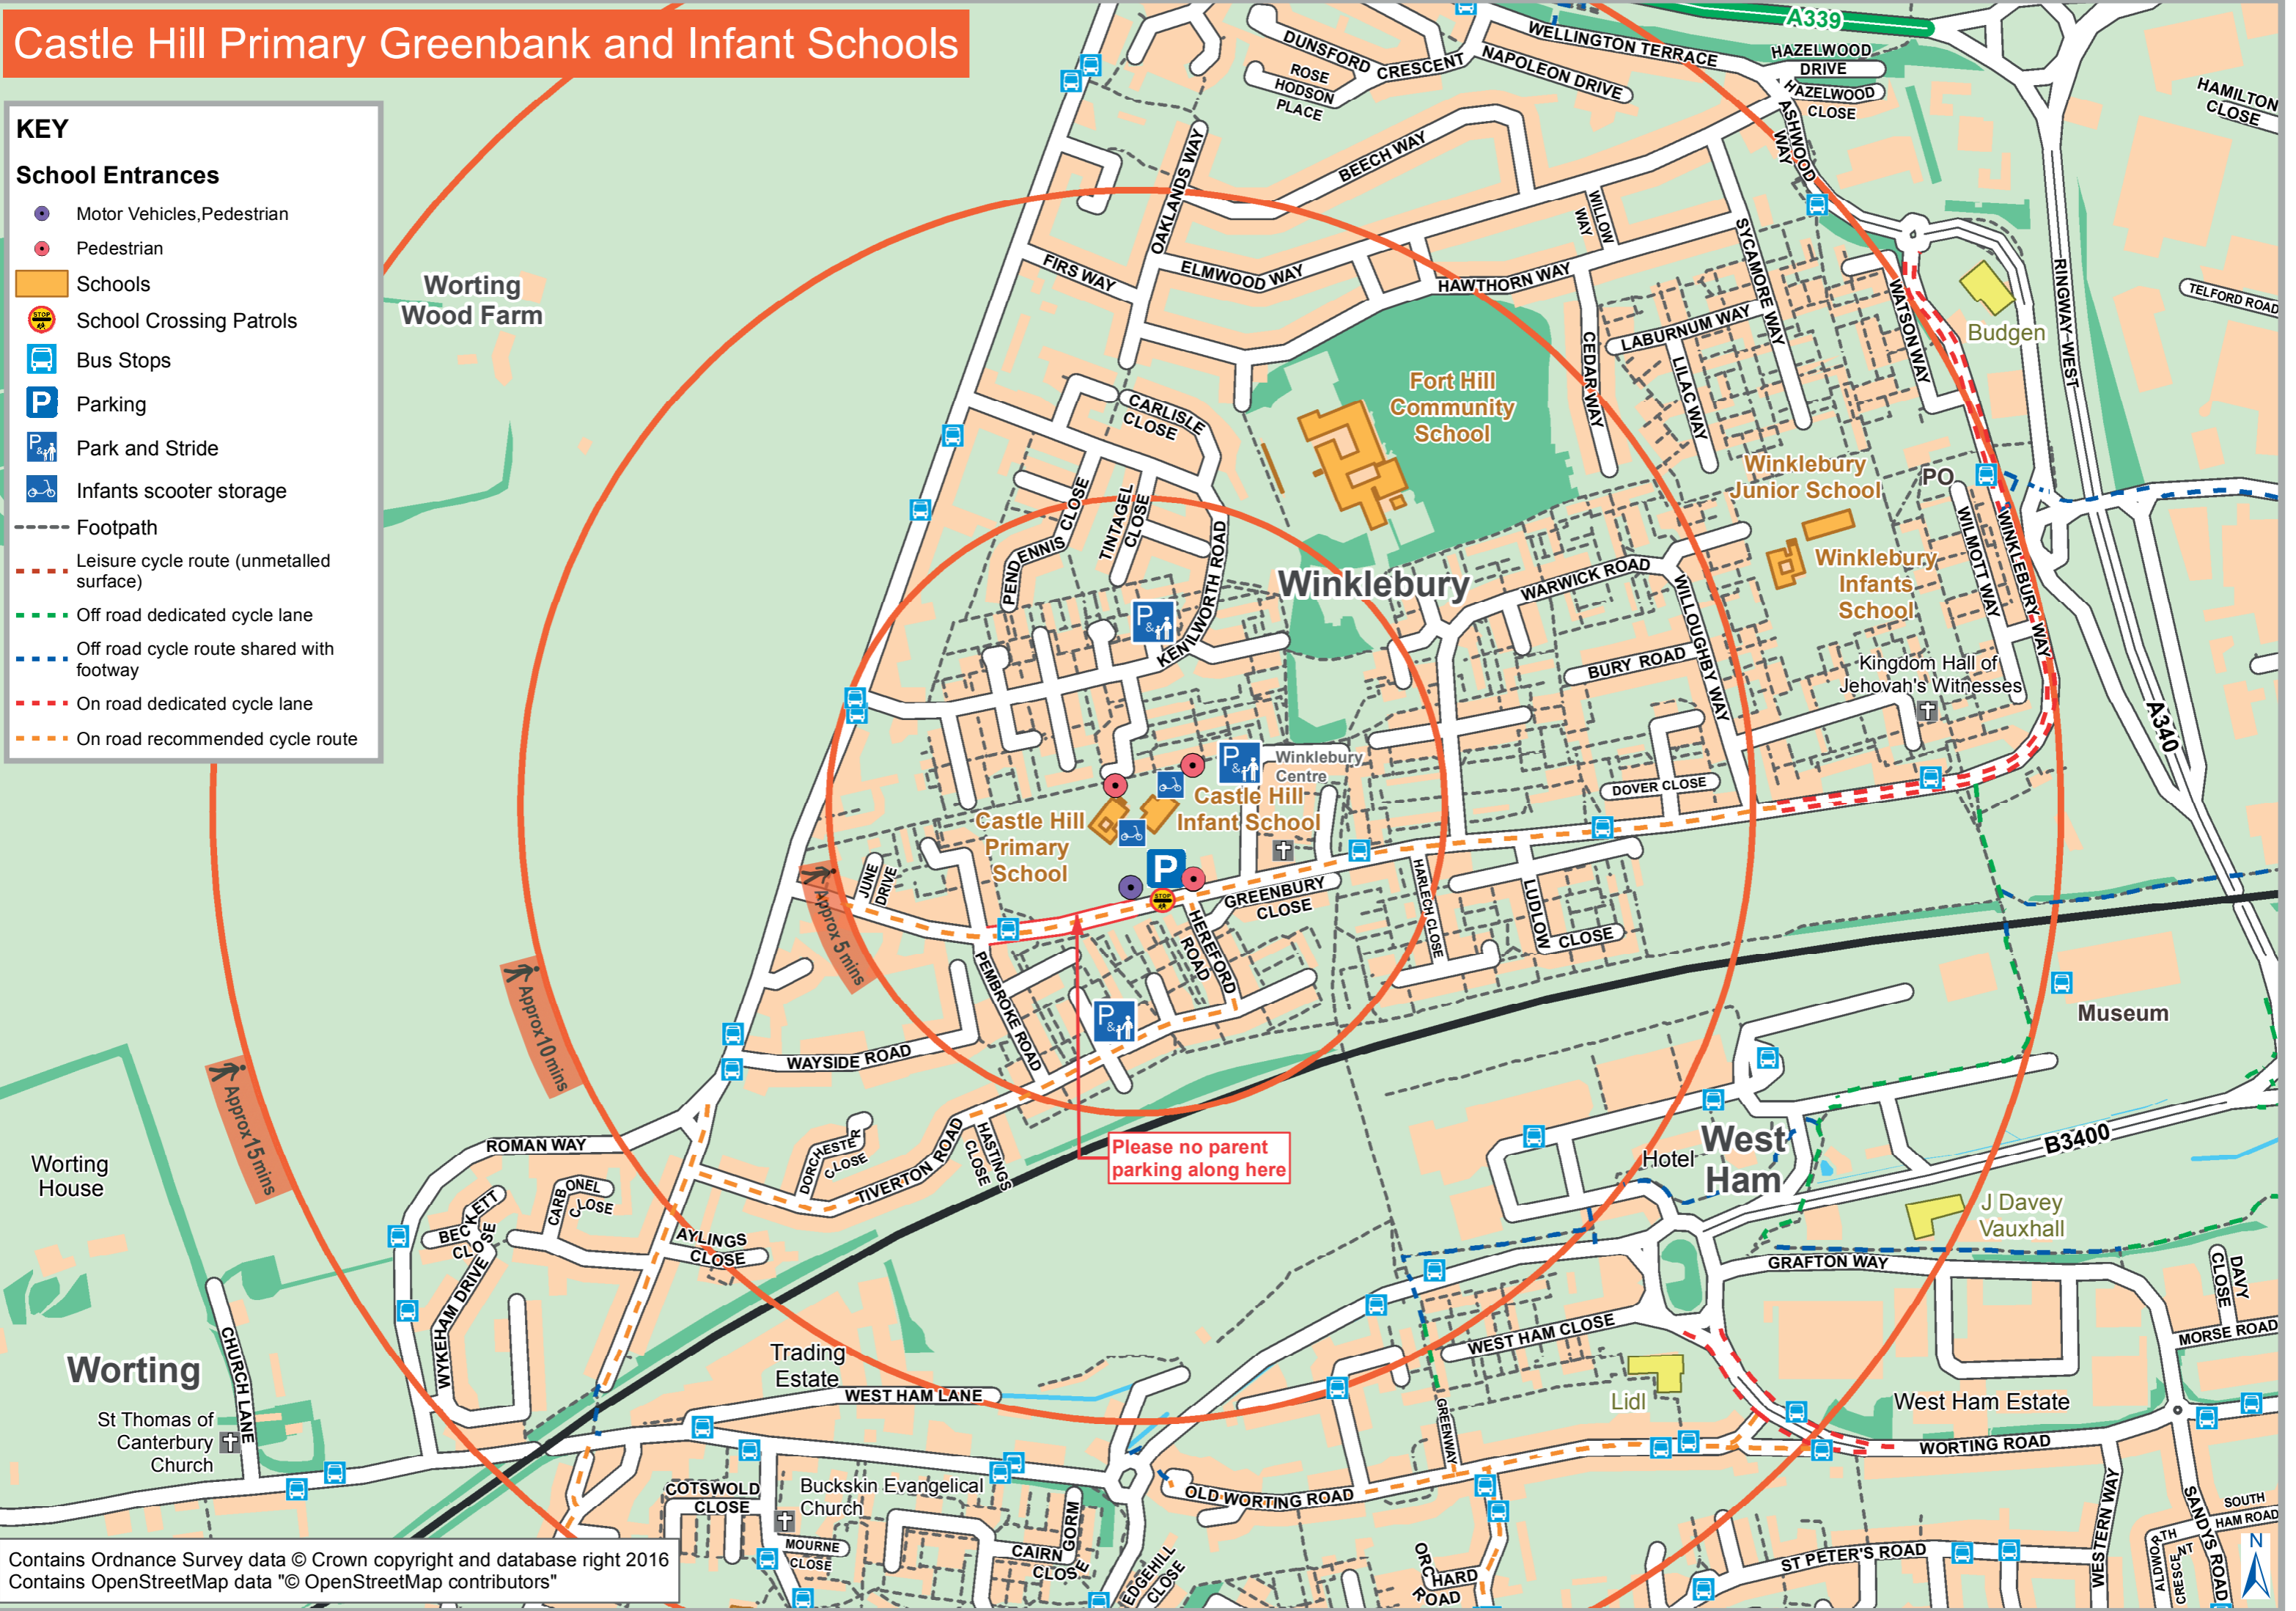 Castle Hill Primary Greenbank and Infant Schools
KEY
School Entrances
Motor Vehicles,Pedestrian
Pedestrian
Schools
School Crossing Patrols
Bus Stops
Parking
Park and Stride
Infants scooter storage
Footpath
Leisure cycle route (unmetalled
surface)
Off road dedicated cycle lane
Off road cycle route shared with
footway
On road dedicated cycle lane
On road recommended cycle route
A339
DUNSFORD CRESCENT
ROSE
HODSON
PLACE
NAPOLEON DRIVE
WELLINGTON TERRACE
HAZELWOOD
DRIVE
HAZELWOOD
CLOSE
ASHWOOD
WAY
HAMILTON
CLOSE
TELFORD ROAD
RINGWAY WEST
BEECH WAY
OAKLANDS WAY
WILLOW
WAY
SYCAMORE WAY
Worting
Wood Farm
FIRS WAY
ELMWOOD WAY
HAWTHORN WAY
WATSON WAY
Budgen
CEDAR WAY
LABURNUM WAY
LILAC WAY
CARLISLE
CLOSE
Fort Hill
Community
School
Winklebury
Junior School
PO
WILMOTT WAY
WINKLEBURY WAY
PENDENNIS CLOSE
TINTAGEL
CLOSE
KENILWORTH ROAD
Winklebury
WARWICK ROAD
WILLOUGHBY WAY
Winklebury
Infants
School
BURY ROAD
Kingdom Hall of
Jehovah's Witnesses
A340
P
&
P
&
Winklebury
Centre
DOVER CLOSE
Castle Hill
Infant School
Castle Hill
Primary
School
P
STOP
JUNE
DRIVE
GREENBURY
CLOSE
HARLECH CLOSE
LUDLOW CLOSE
HEREFORD
ROAD
PEMBROKE ROAD
P
&
WAYSIDE ROAD
Approx 5 mins
Approx 10 mins
Approx 15 mins
Museum
Please no parent
parking along here
ROMAN WAY
DORCHESTER
CLOSE
TIVERTON ROAD
HASTINGS
CLOSE
Worting
House
CARBONEL
CLOSE
BECKETT
CLOSE
AYLINGS
CLOSE
WYKEHAM DRIVE
Hotel
West
Ham
B3400
J Davey
Vauxhall
GRAFTON WAY
DAVY
CLOSE
MORSE ROAD
CHURCH LANE
Worting
St Thomas of
Canterbury
Church
Trading
Estate
WEST HAM LANE
WEST HAM CLOSE
GREENWAY
Lidl
West Ham Estate
WORTING ROAD
OLD WORTING ROAD
COTSWOLD
CLOSE
Buckskin Evangelical
Church
MOURNE
CLOSE
CAIRN GORM
CLOSE
EDGEHILL
CLOSE
ORCHARD
ROAD
ST PETER'S ROAD
WESTERN WAY
SANDYS ROAD
SOUTH
HAM ROAD
ALDWORTH
CRESCENT
N
Contains Ordnance Survey data © Crown copyright and database right 2016
Contains OpenStreetMap data "© OpenStreetMap contributors"